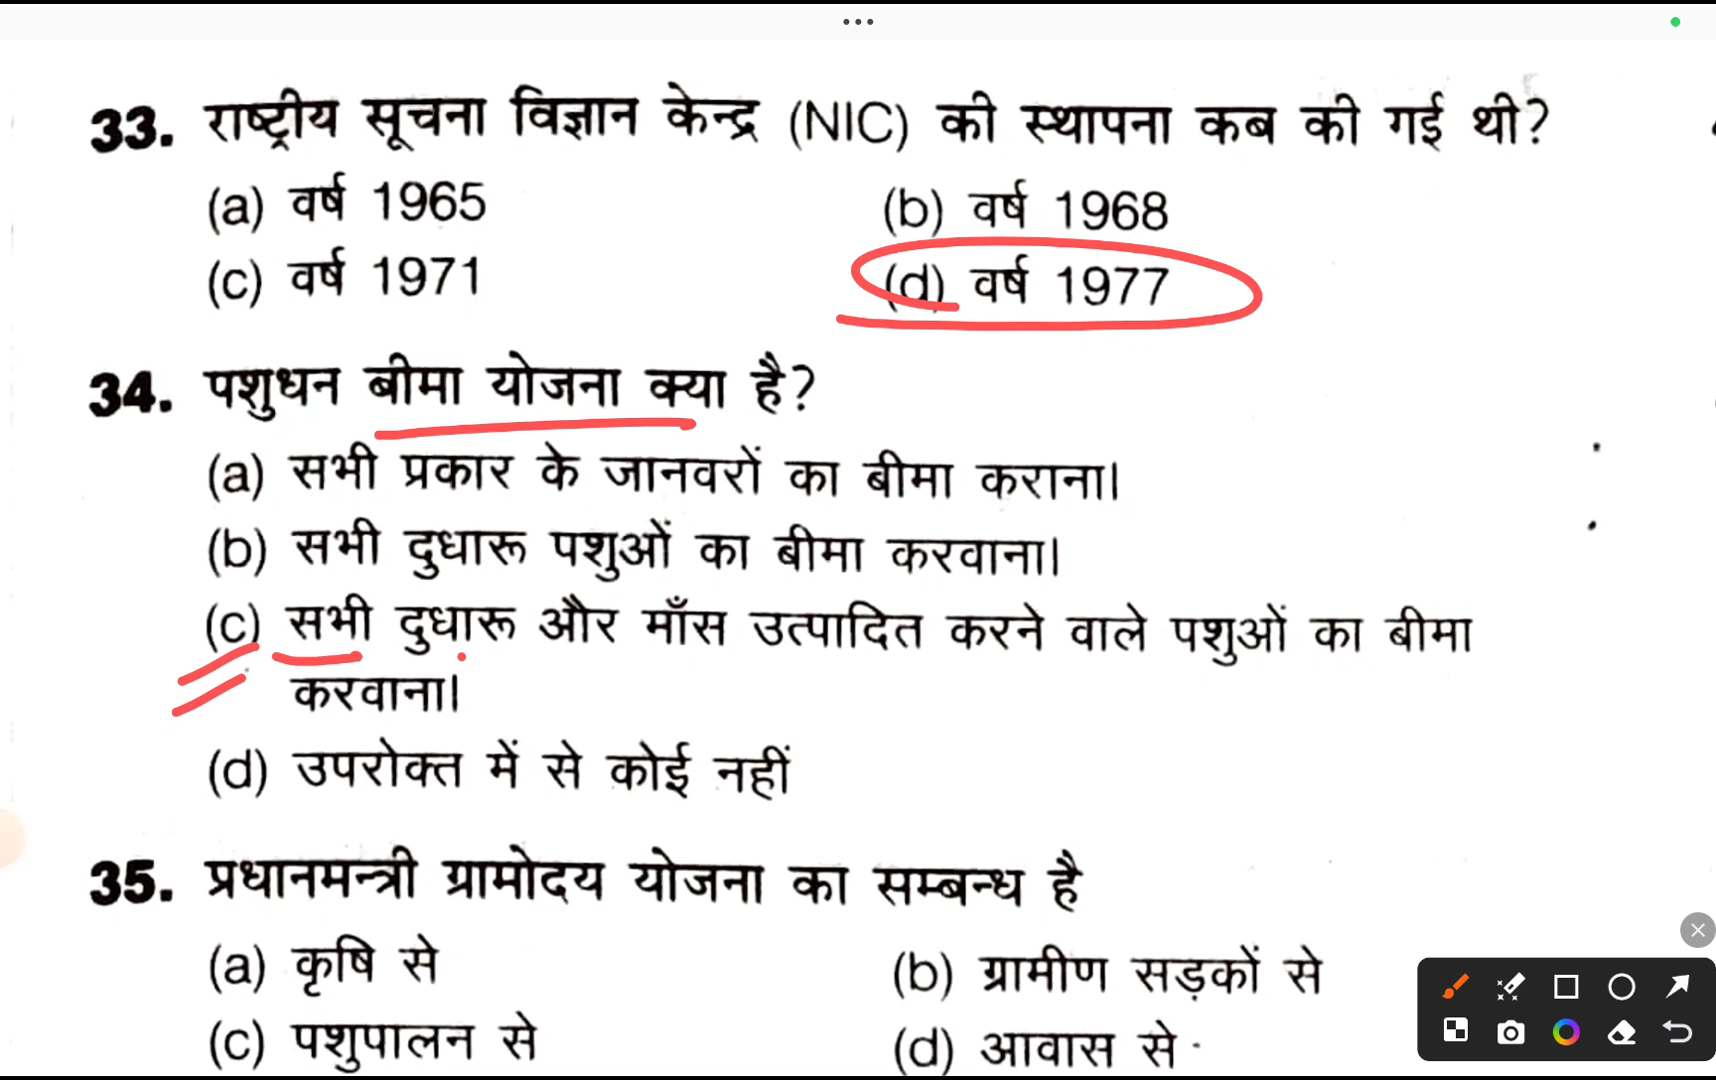 33. राष्ट्रीय सूचना विज्ञान केन्द्र (NIC) की स्थापना कब की गई थी?
(a) वर्ष 1965 (b) वर्ष 1968
(c) वर्ष 1971 (d) वर्ष 1977
34. पशुधन बीमा योजना क्या है?
(a) सभी प्रकार के जानवरों का बीमा कराना।
(b) सभी दुधारू पशुओं का बीमा करवाना।
(c) सभी दुधारू और माँस उत्पादित करने वाले पशुओं का बीमा
करवाना।
(d) उपरोक्त में से कोई नहीं
35. प्रधानमन्त्री ग्रामोदय योजना का सम्बन्ध है
(a) कृषि से (b) ग्रामीण सड़कों से
(c) पशुपालन से (d) आवास से